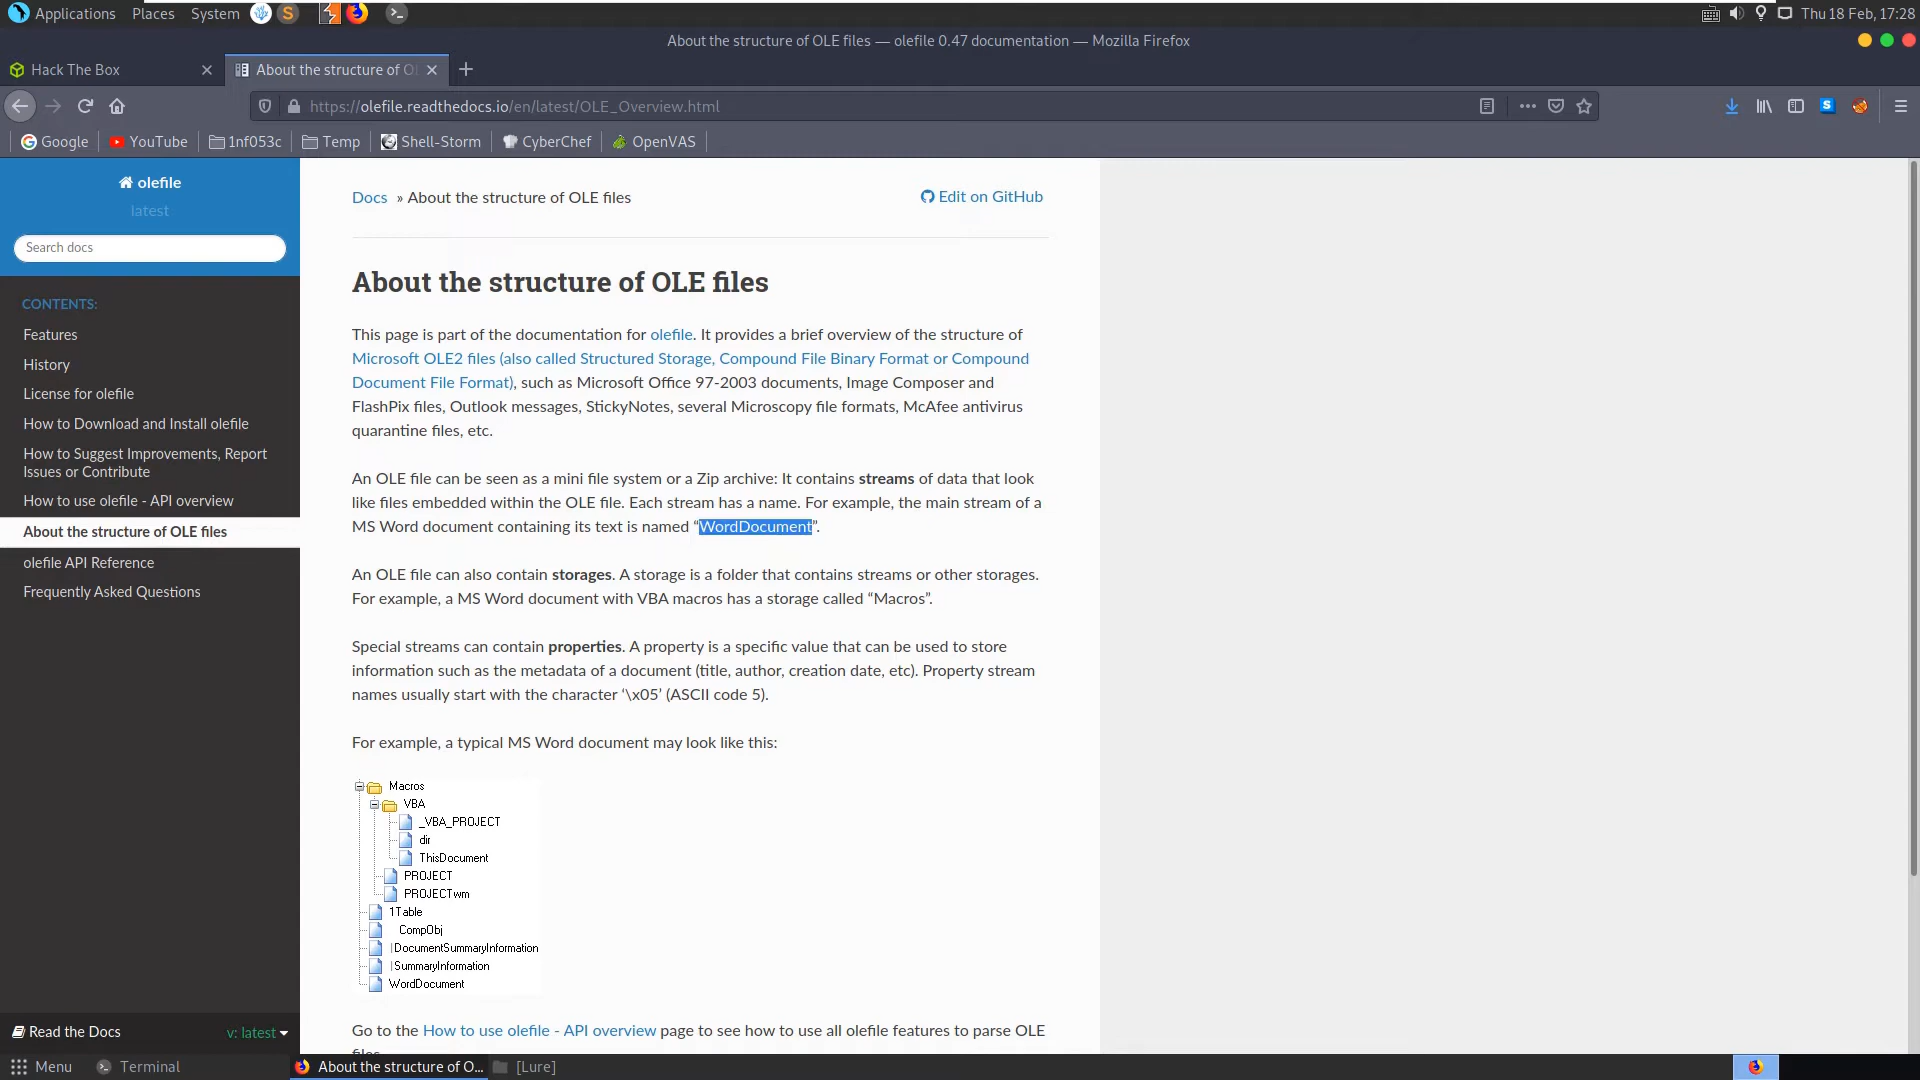 Applications Places System Thu 18 Feb, 17:28
About the structure of OLE files — olefile 0.47 documentation — Mozilla Firefox
Hack The Box About the structure of OL
https://olefile.readthedocs.io/en/latest/OLE_Overview.html
Google YouTube 1nf053c Temp Shell-Storm CyberChef OpenVAS
olefile
latest
Search docs
CONTENTS:
Features
History
License for olefile
How to Download and Install olefile
How to Suggest Improvements, Report
Issues or Contribute
How to use olefile - API overview
About the structure of OLE files
olefile API Reference
Frequently Asked Questions
Read the Docs v: latest
Docs » About the structure of OLE files Edit on GitHub
About the structure of OLE files
This page is part of the documentation for olefile. It provides a brief overview of the structure of
Microsoft OLE2 files (also called Structured Storage, Compound File Binary Format or Compound
Document File Format), such as Microsoft Office 97-2003 documents, Image Composer and
FlashPix files, Outlook messages, StickyNotes, several Microscopy file formats, McAfee antivirus
quarantine files, etc.
An OLE file can be seen as a mini file system or a Zip archive: It contains streams of data that look
like files embedded within the OLE file. Each stream has a name. For example, the main stream of a
MS Word document containing its text is named “WordDocument”.
An OLE file can also contain storages. A storage is a folder that contains streams or other storages.
For example, a MS Word document with VBA macros has a storage called “Macros”.
Special streams can contain properties. A property is a specific value that can be used to store
information such as the metadata of a document (title, author, creation date, etc). Property stream
names usually start with the character ‘\x05’ (ASCII code 5).
For example, a typical MS Word document may look like this:
Macros
VBA
_VBA_PROJECT
dir
ThisDocument
PROJECT
PROJECTwm
1Table
CompObj
|DocumentSummaryInformation
|SummaryInformation
WordDocument
Go to the How to use olefile - API overview page to see how to use all olefile features to parse OLE
files.
Menu Terminal About the structure of O... [Lure]